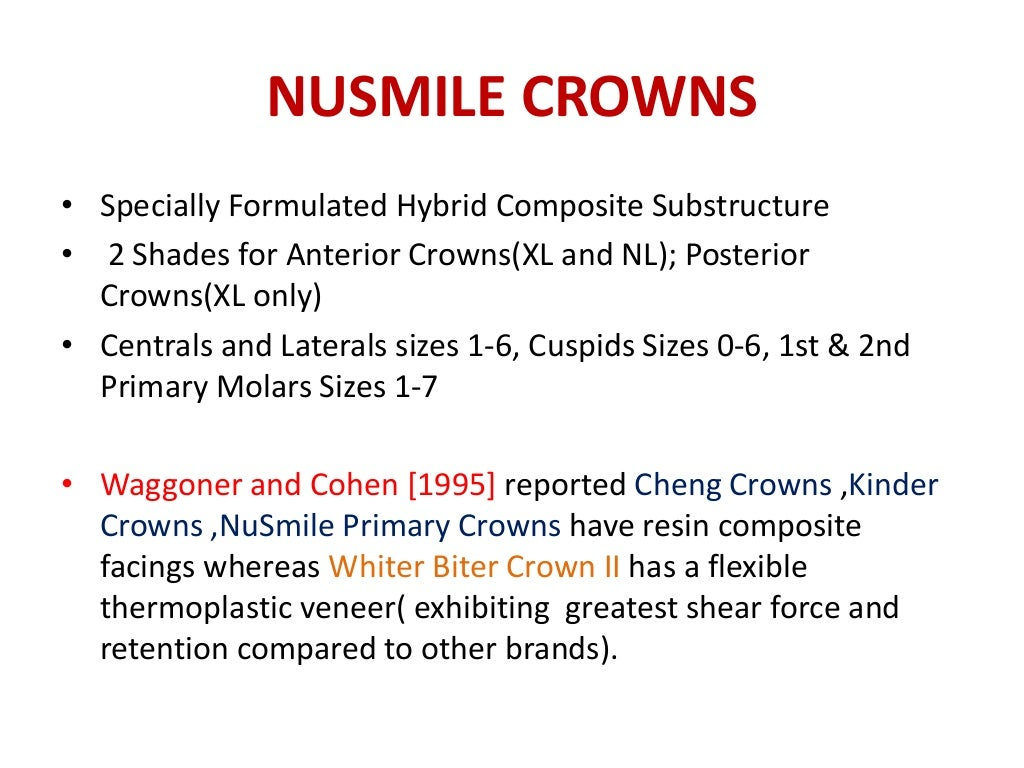 NUSMILE CROWNS
• Specially Formulated Hybrid Composite Substructure
• 2 Shades for Anterior Crowns(XL and NL); Posterior
Crowns(XL only)
• Centrals and Laterals sizes 1-6, Cuspids Sizes 0-6, 1st & 2nd
Primary Molars Sizes 1-7
• Waggoner and Cohen [1995] reported Cheng Crowns ,Kinder
Crowns ,NuSmile Primary Crowns have resin composite
facings whereas Whiter Biter Crown II has a flexible
thermoplastic veneer( exhibiting  greatest shear force and
retention compared to other brands).